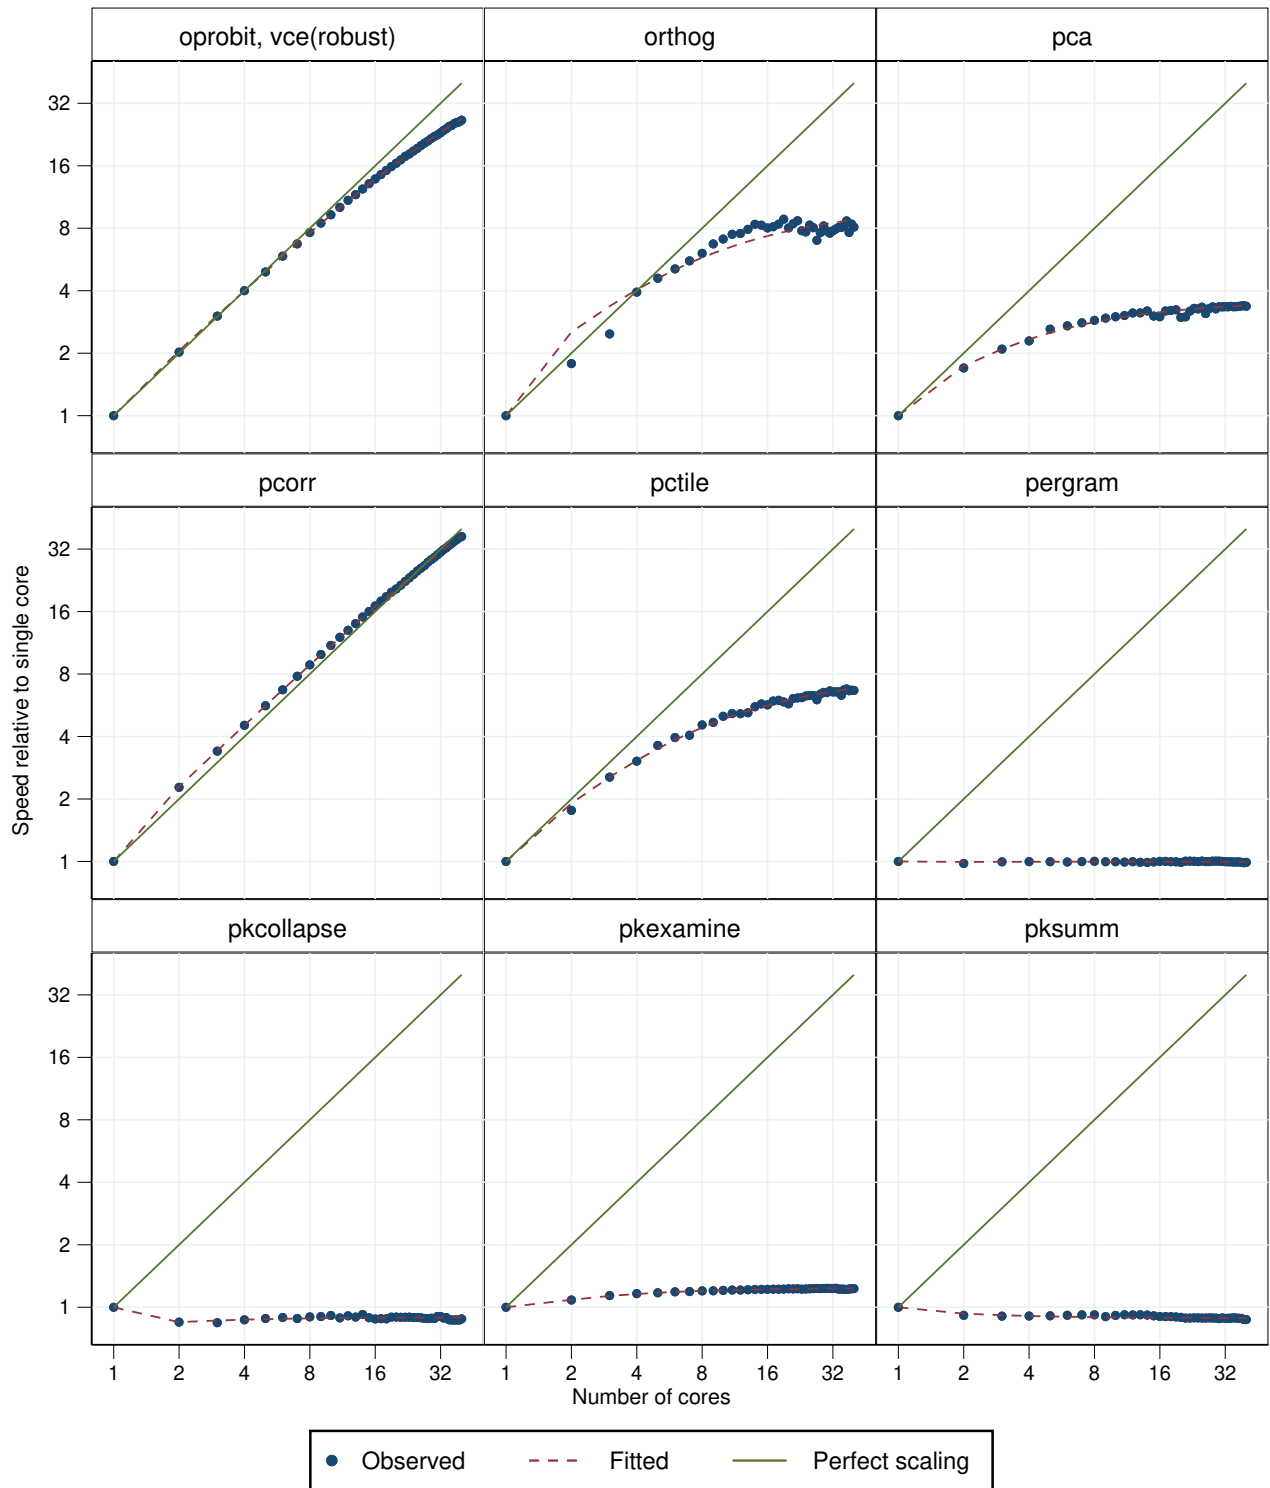 oprobit, vce(robust)
orthog
pca
32
16
8
4
2
1
pcorr
pctile
pergram
32
16
8
4
2
1
Speed relative to single core
pkcollapse
pkexamine
pksumm
32
16
8
4
2
1
1 2 4 8 16 32 1 2 4 8 16 32 1 2 4 8 16 32
Number of cores
Observed Fitted Perfect scaling